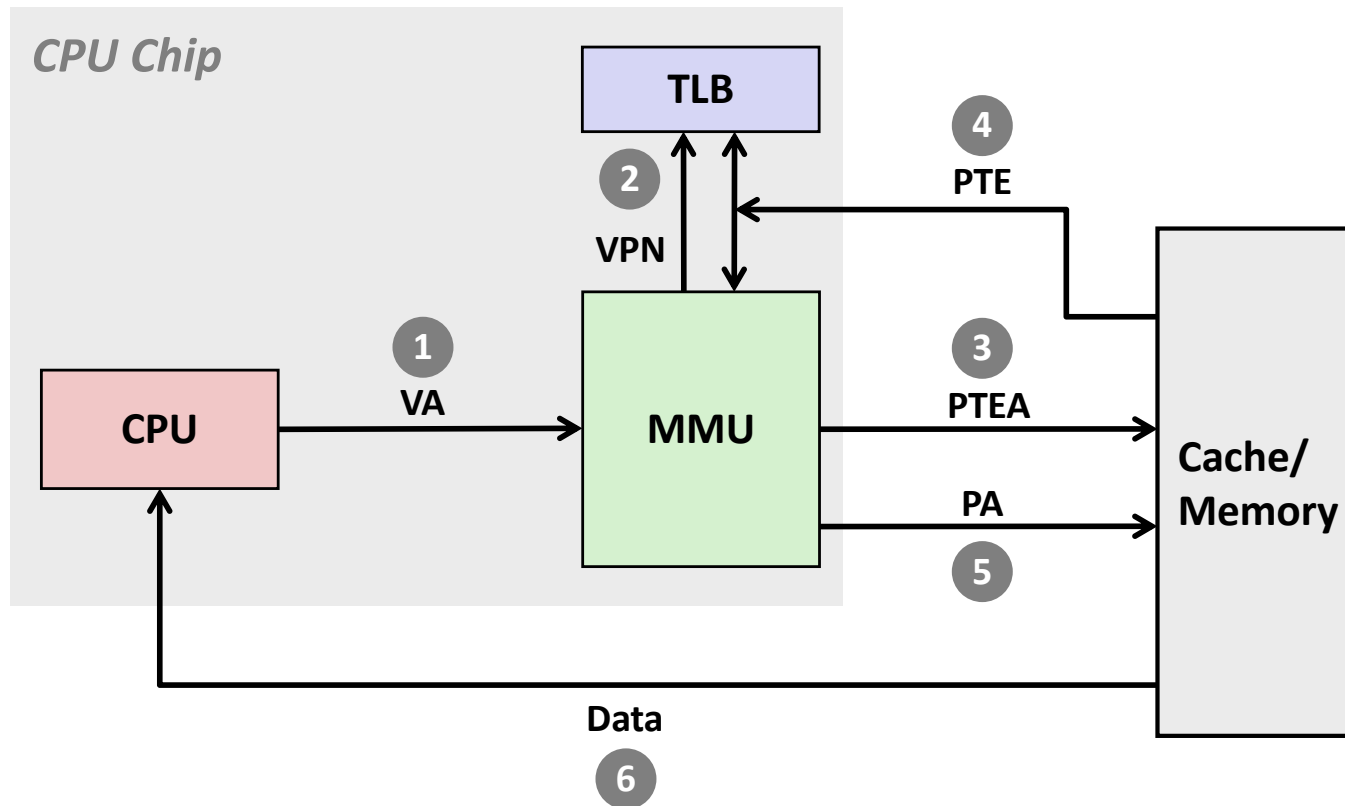 CPU Chip
TLB
4
PTE
2
VPN
1
VA
3
PTEA
CPU
MMU
Cache/
Memory
PA
5
Data
6